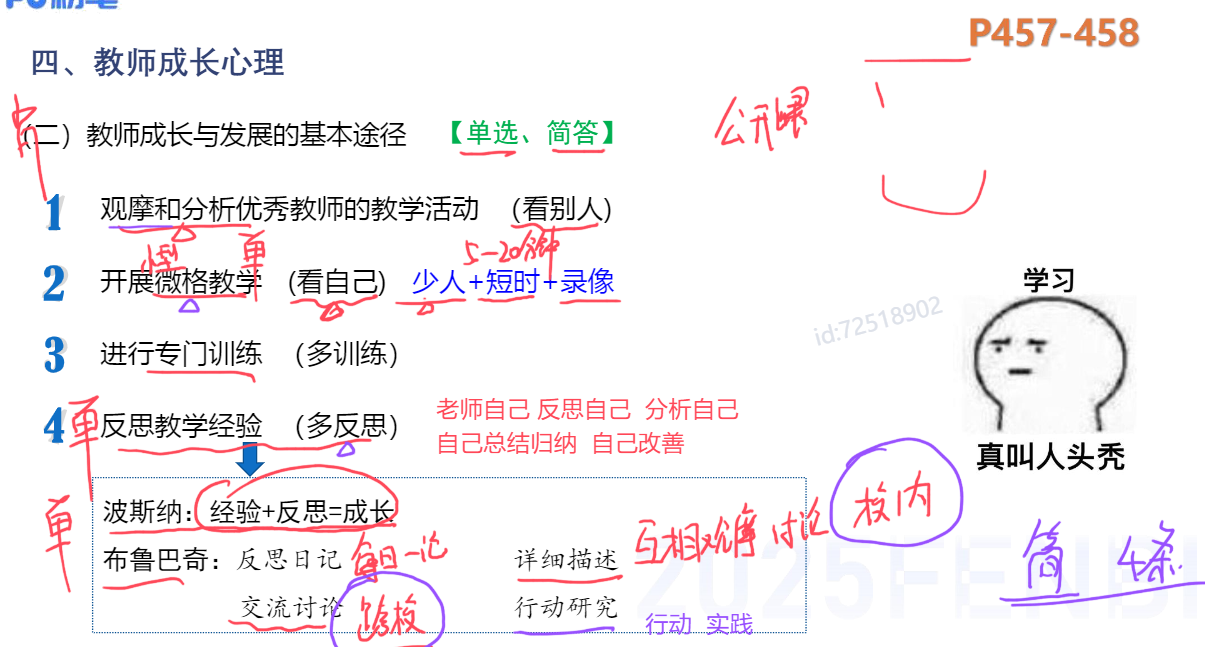 P457-458
四、教师成长心理
（二）教师成长与发展的基本途径 【单选、简答】 公开课
1 观摩和分析优秀教师的教学活动 (看别人)
单 5-20分钟
2 开展微格教学 (看自己) 少人+短时+录像
3 进行专门训练 （多训练）
单
4 反思教学经验 （多反思）
老师自己 反思自己 分析自己
自己总结归纳 自己改善
单
波斯纳：经验+反思=成长
布鲁巴奇：反思日记 每日一论 详细描述 互相观摩 讨论 校内
交流讨论 跨校 行动研究 行动 实践
简 4条
学习
真叫人头秃
id:72518902
2025FENBI